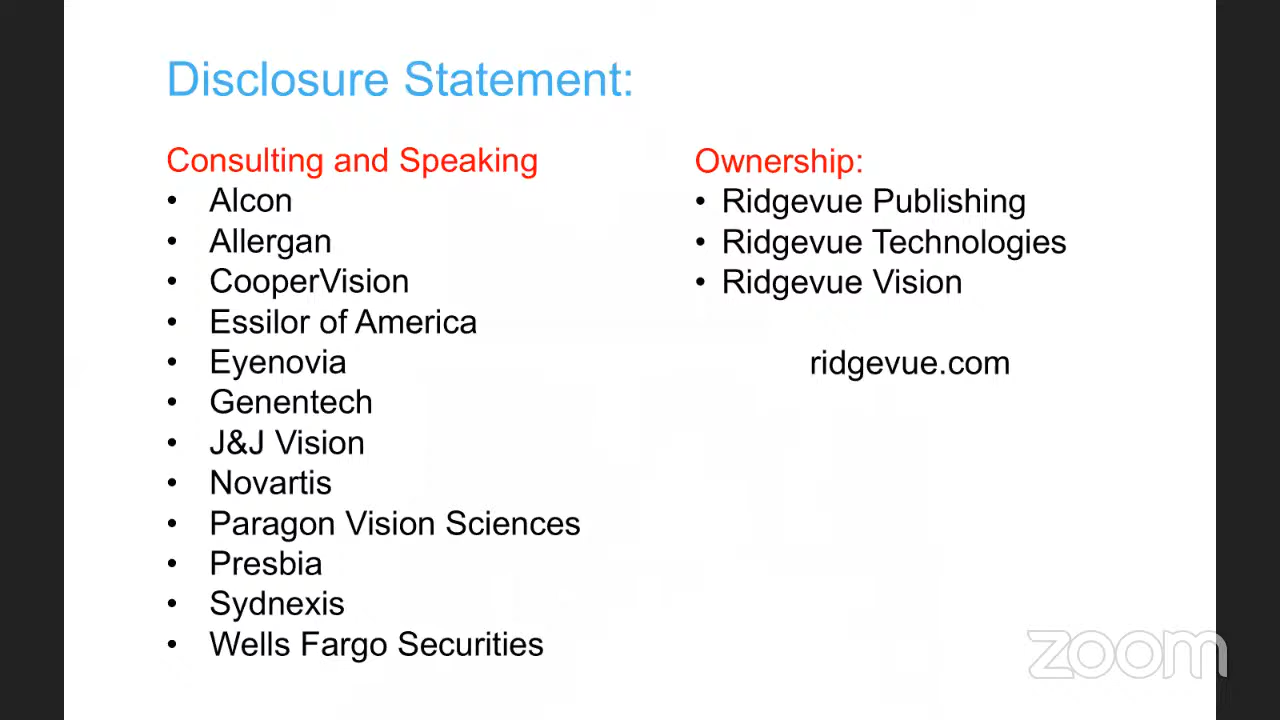 Disclosure Statement:
Consulting and Speaking
• Alcon
• Allergan
• CooperVision
• Essilor of America
• Eyenovia
• Genentech
• J&J Vision
• Novartis
• Paragon Vision Sciences
• Presbia
• Sydnexis
• Wells Fargo Securities
Ownership:
• Ridgevue Publishing
• Ridgevue Technologies
• Ridgevue Vision
ridgevue.com
zoom